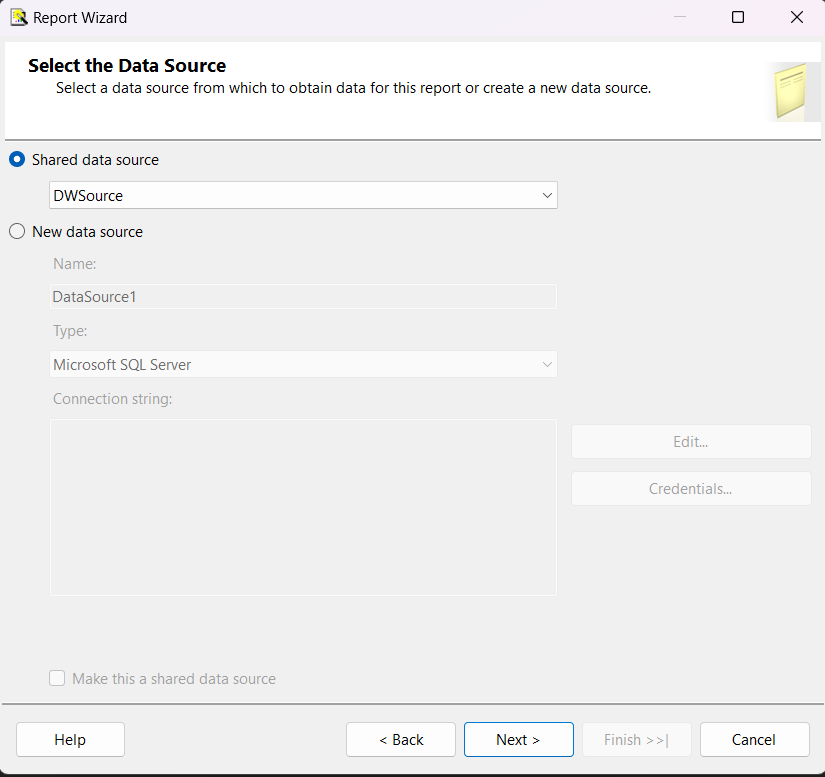 Report Wizard
Select the Data Source
Select a data source from which to obtain data for this report or create a new data source.
Shared data source
DWSource
New data source
Name:
DataSource1
Type:
Microsoft SQL Server
Connection string:
Edit...
Credentials...
Make this a shared data source
Help
< Back
Next >
Finish >>|
Cancel